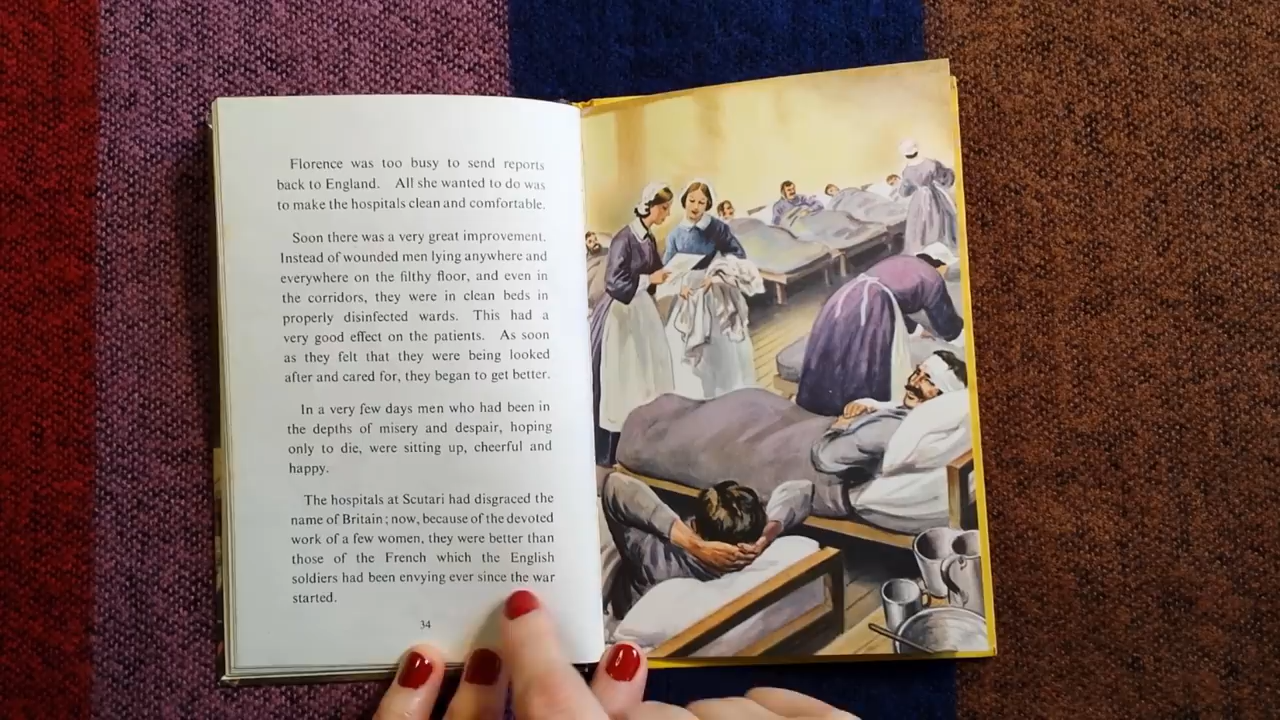 Florence was too busy to send reports
back to England. All she wanted to do was
to make the hospitals clean and comfortable.
Soon there was a very great improvement.
Instead of wounded men lying anywhere and
everywhere on the filthy floor, and even in
the corridors, they were in clean beds in
properly disinfected wards. This had a
very good effect on the patients. As soon
as they felt that they were being looked
after and cared for, they began to get better.
In a very few days men who had been in
the depths of misery and despair, hoping
only to die, were sitting up, cheerful and
happy.
The hospitals at Scutari had disgraced the
name of Britain; now, because of the devoted
work of a few women, they were better than
those of the French which the English
soldiers had been envying ever since the war
started.
34